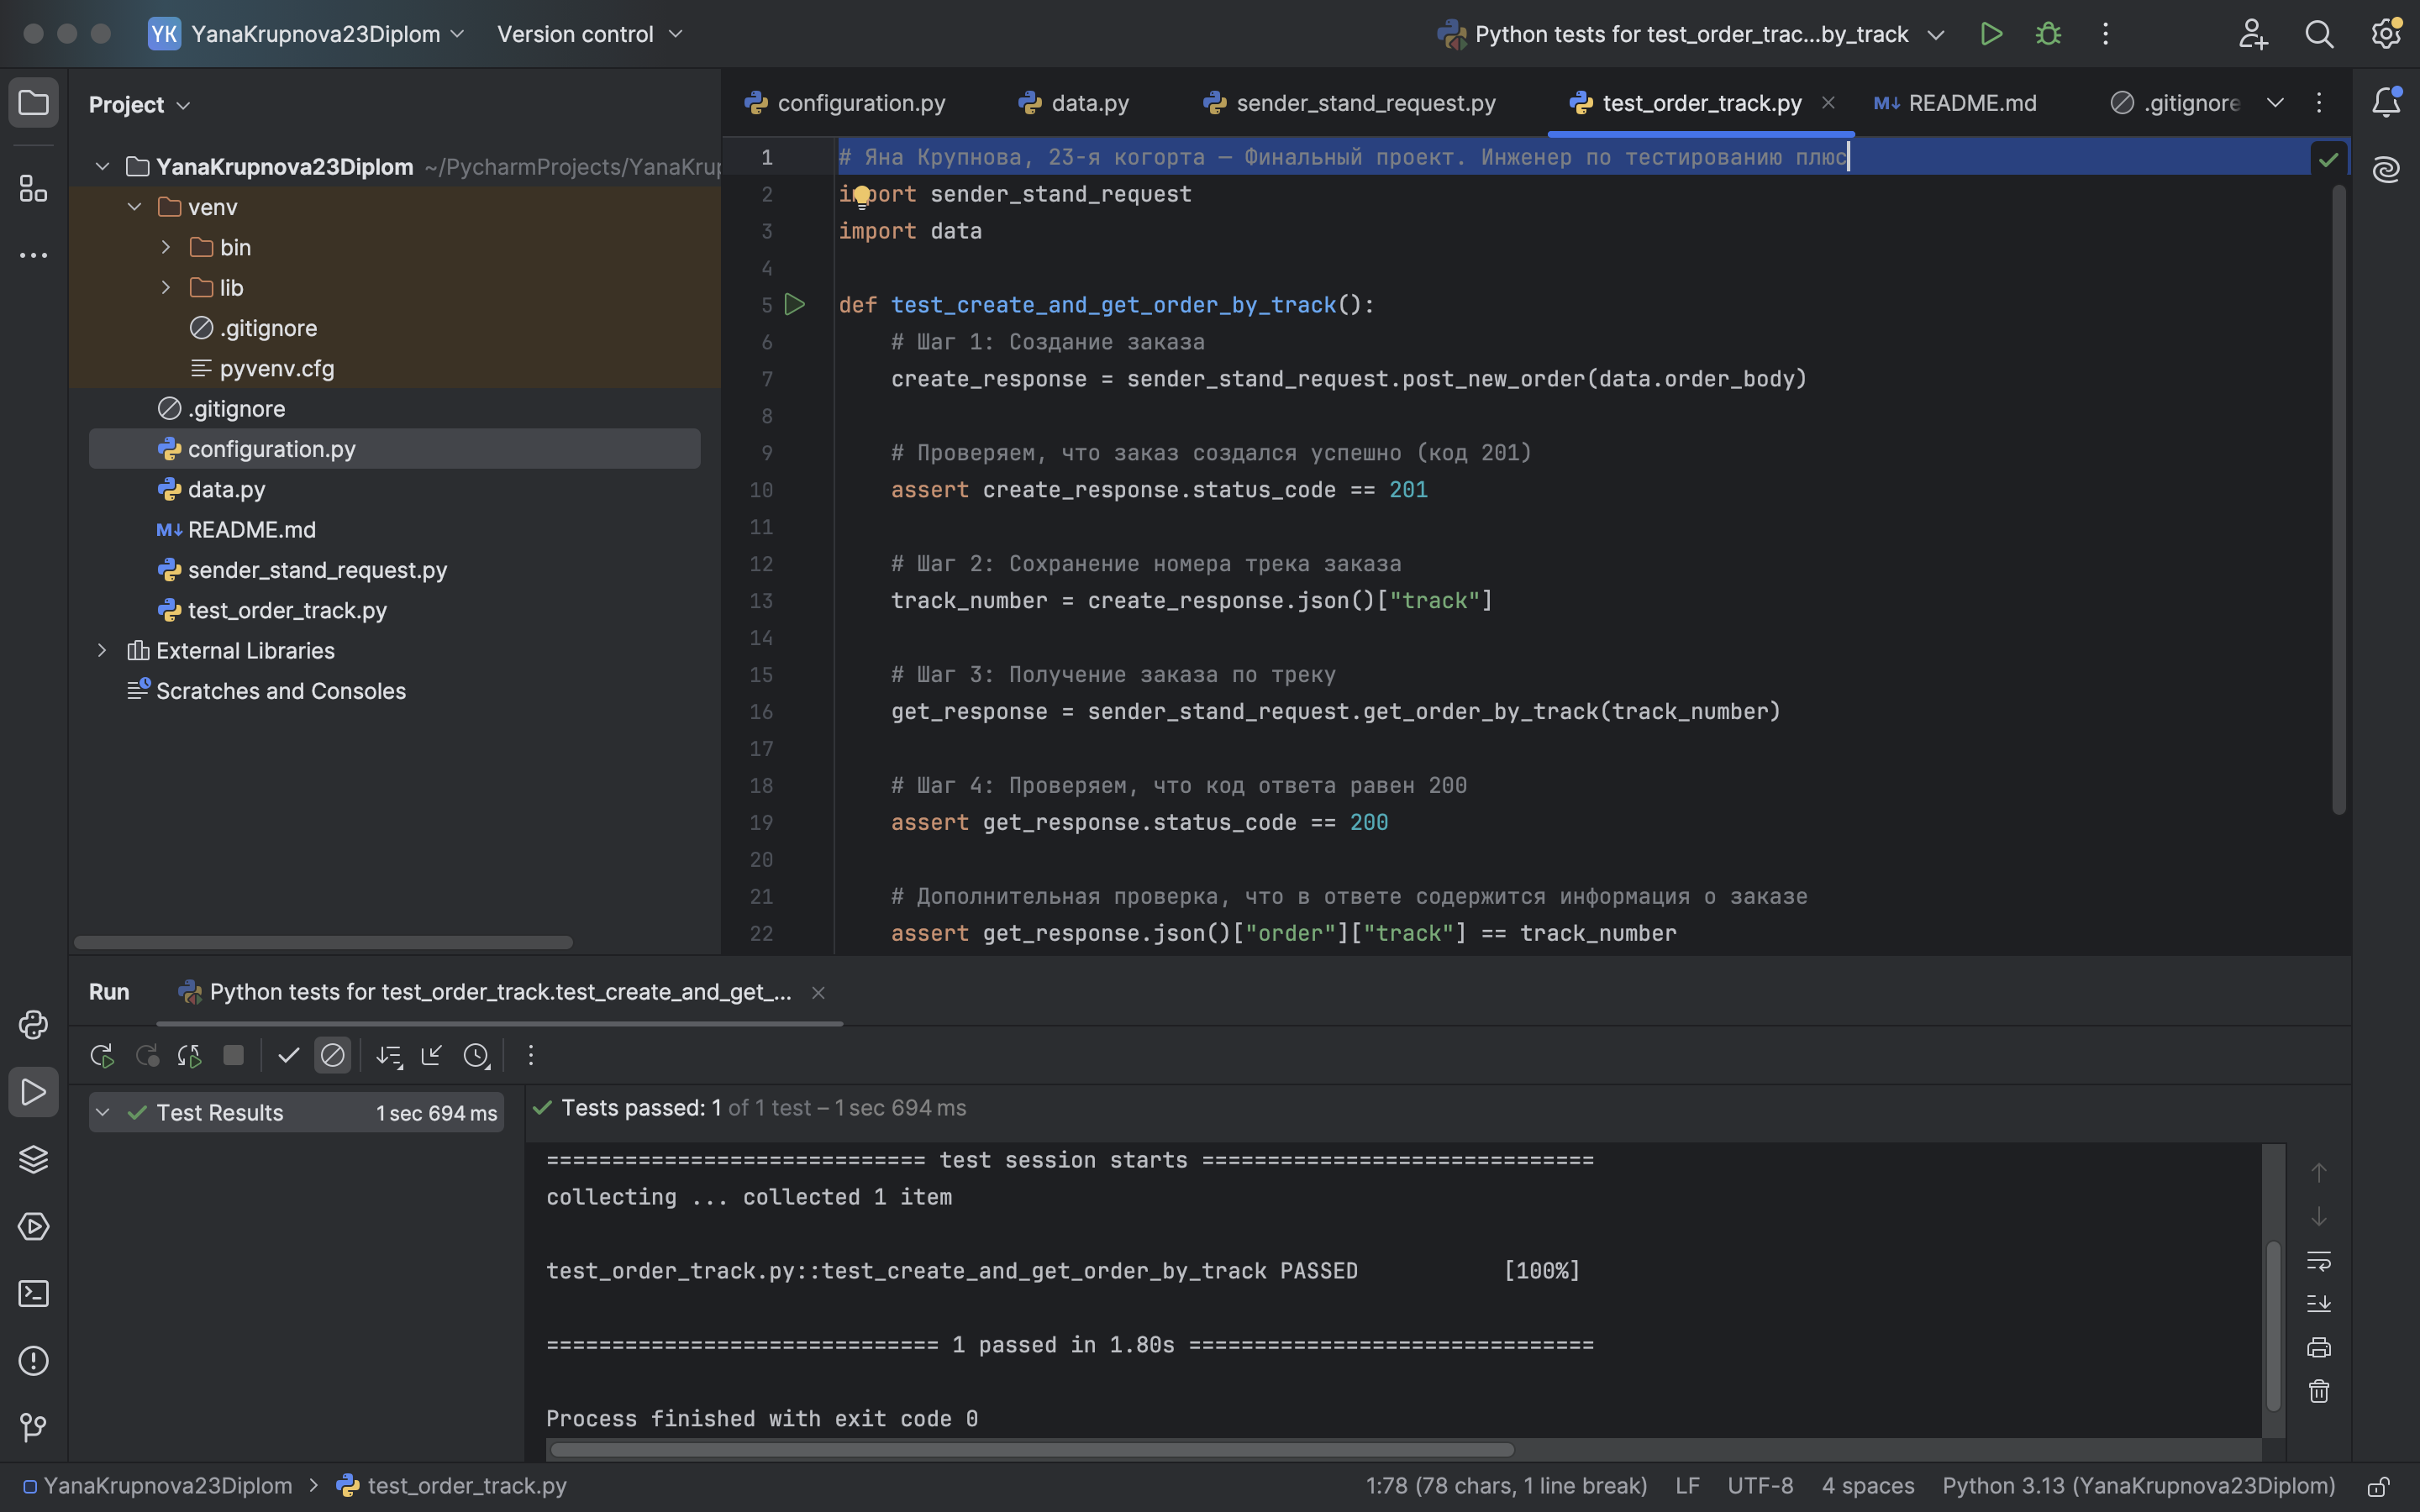 YK YanaKrupnova23Diplom Version control Python tests for test_order_trac...by_track
Project
YanaKrupnova23Diplom ~/PycharmProjects/YanaKru
venv
bin
lib
.gitignore
pyvenv.cfg
.gitignore
configuration.py
data.py
README.md
sender_stand_request.py
test_order_track.py
External Libraries
Scratches and Consoles
configuration.py data.py sender_stand_request.py test_order_track.py README.md .gitignore
1 # Яна Крупнова, 23-я когорта — Финальный проект. Инженер по тестированию плюс
2 import sender_stand_request
3 import data
4
5 def test_create_and_get_order_by_track():
6 # Шаг 1: Создание заказа
7 create_response = sender_stand_request.post_new_order(data.order_body)
8
9 # Проверяем, что заказ создался успешно (код 201)
10 assert create_response.status_code == 201
11
12 # Шаг 2: Сохранение номера трека заказа
13 track_number = create_response.json()["track"]
14
15 # Шаг 3: Получение заказа по треку
16 get_response = sender_stand_request.get_order_by_track(track_number)
17
18 # Шаг 4: Проверяем, что код ответа равен 200
19 assert get_response.status_code == 200
20
21 # Дополнительная проверка, что в ответе содержится информация о заказе
22 assert get_response.json()["order"]["track"] == track_number
Run Python tests for test_order_track.test_create_and_get_...
Test Results 1 sec 694 ms
Tests passed: 1 of 1 test – 1 sec 694 ms
============================= test session starts ==============================
collecting ... collected 1 item
test_order_track.py::test_create_and_get_order_by_track PASSED [100%]
============================== 1 passed in 1.80s ===============================
Process finished with exit code 0
YanaKrupnova23Diplom > test_order_track.py 1:78 (78 chars, 1 line break) LF UTF-8 4 spaces Python 3.13 (YanaKrupnova23Diplom)